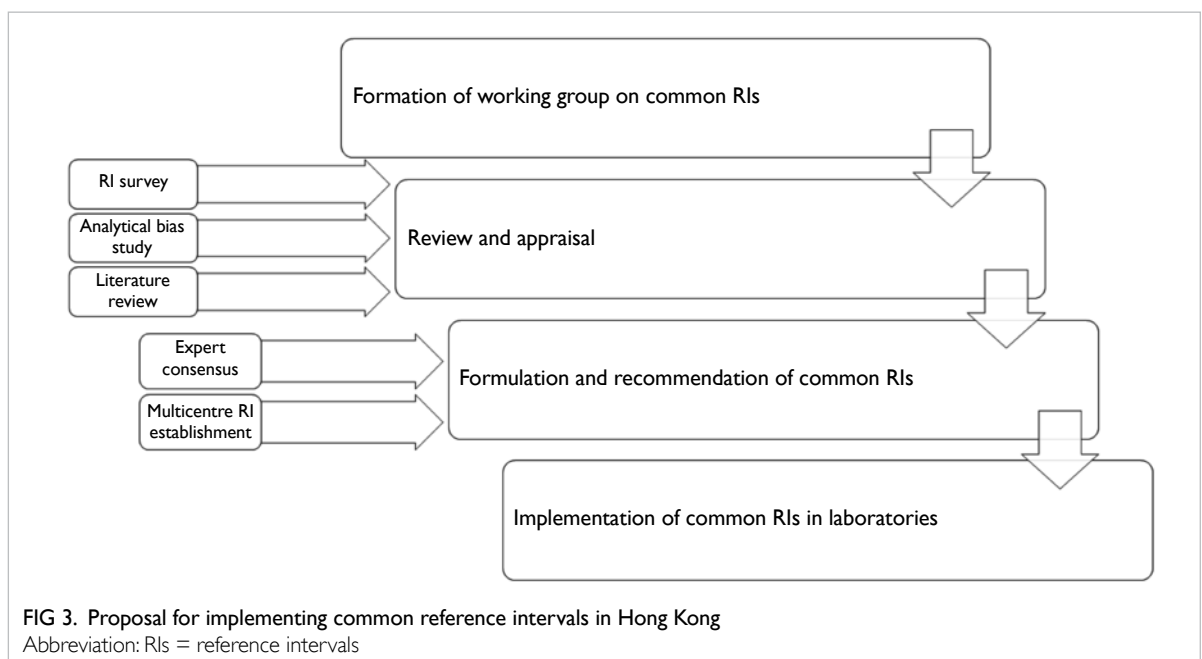 Formation of working group on common RIs
RI survey
Analytical bias
study
Literature
review
Review and appraisal
Expert
consensus
Multicentre RI
establishment
Formulation and recommendation of common RIs
Implementation of common RIs in laboratories
FIG 3. Proposal for implementing common reference intervals in Hong Kong
Abbreviation: RIs = reference intervals